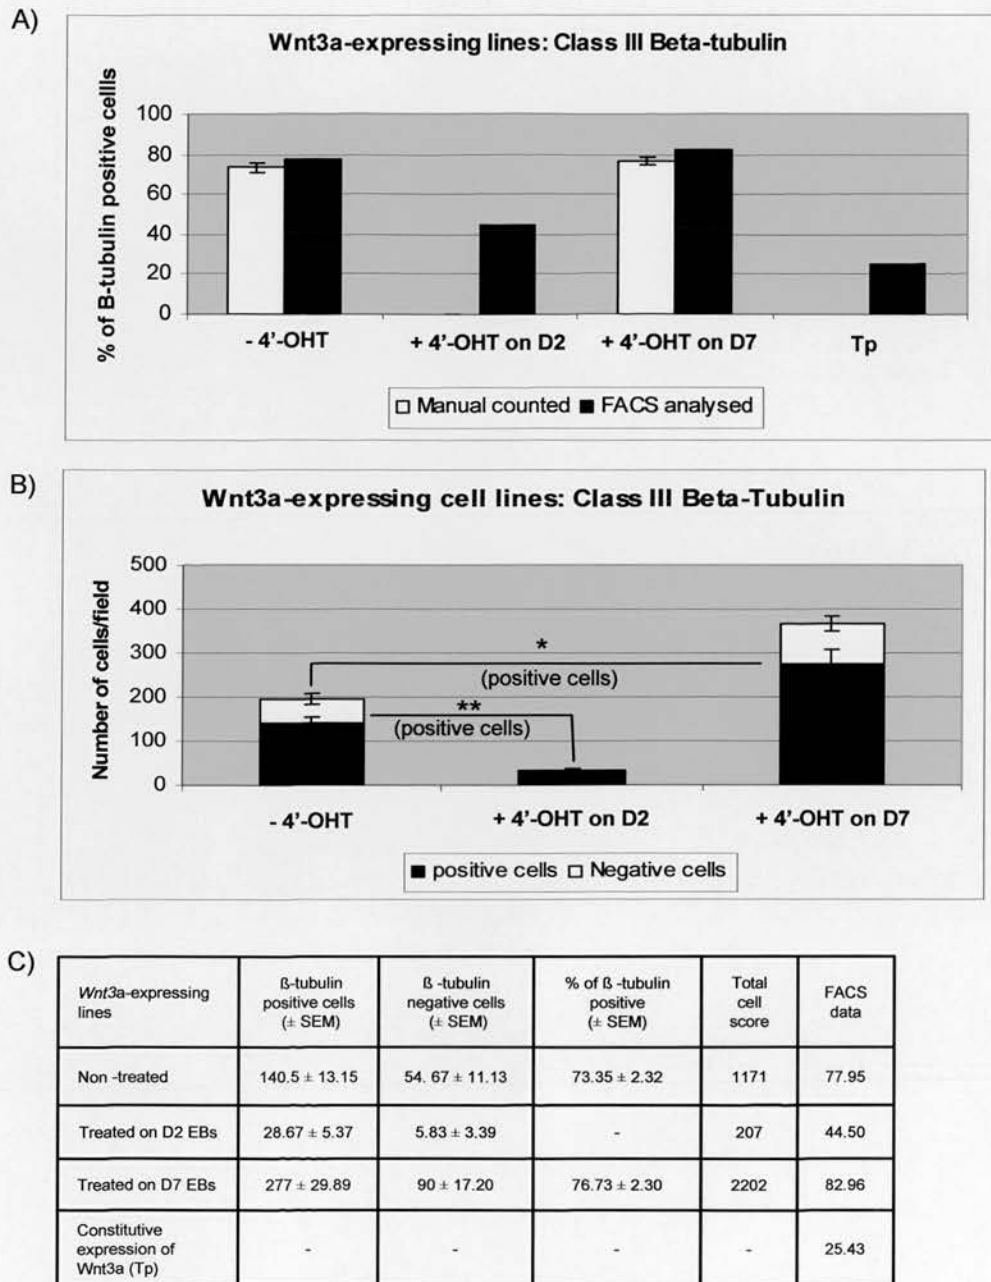 A)
Wnt3a-expressing lines: Class III Beta-tubulin
% of B-tubulin positive cellls
100
80
60
40
20
0
- 4'-OHT
+ 4'-OHT on D2
+ 4'-OHT on D7
Tp
Manual counted
FACS analysed
B)
Wnt3a-expressing cell lines: Class III Beta-Tubulin
Number of cells/field
500
400
300
200
100
0
*
(positive cells)
**
(positive cells)
- 4'-OHT
+ 4'-OHT on D2
+ 4'-OHT on D7
positive cells
Negative cells
C)
Wnt3a-expressing lines
ß-tubulin positive cells (± SEM)
ß -tubulin negative cells (± SEM)
% of ß -tubulin positive (± SEM)
Total cell score
FACS data
Non -treated
140.5 ± 13.15
54. 67 ± 11.13
73.35 ± 2.32
1171
77.95
Treated on D2 EBs
28.67 ± 5.37
5.83 ± 3.39
-
207
44.50
Treated on D7 EBs
277 ± 29.89
90 ± 17.20
76.73 ± 2.30
2202
82.96
Constitutive expression of Wnt3a (Tp)
-
-
-
-
25.43